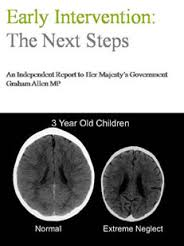 Early Intervention:
The Next Steps
An Independent Report to Her Majesty's Government
Graham Allen MP
3 Year Old Children
Normal
Extreme Neglect